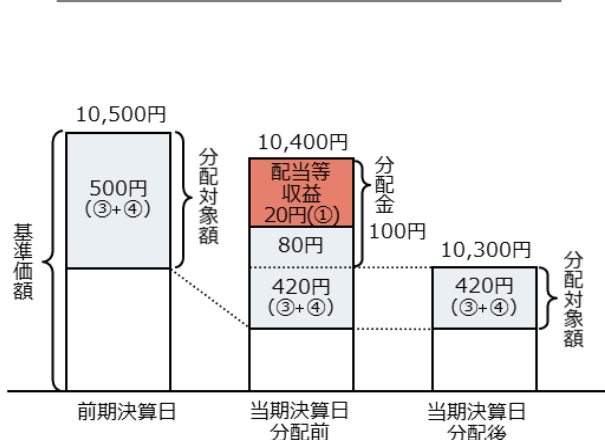 10,500円
500円
(③+④)
分配対象額
基準価額
前期決算日
10,400円
配当等
収益
20円(①)
80円
420円
(③+④)
分配金
100円
当期決算日
分配前
10,300円
420円
(③+④)
分配対象額
当期決算日
分配後